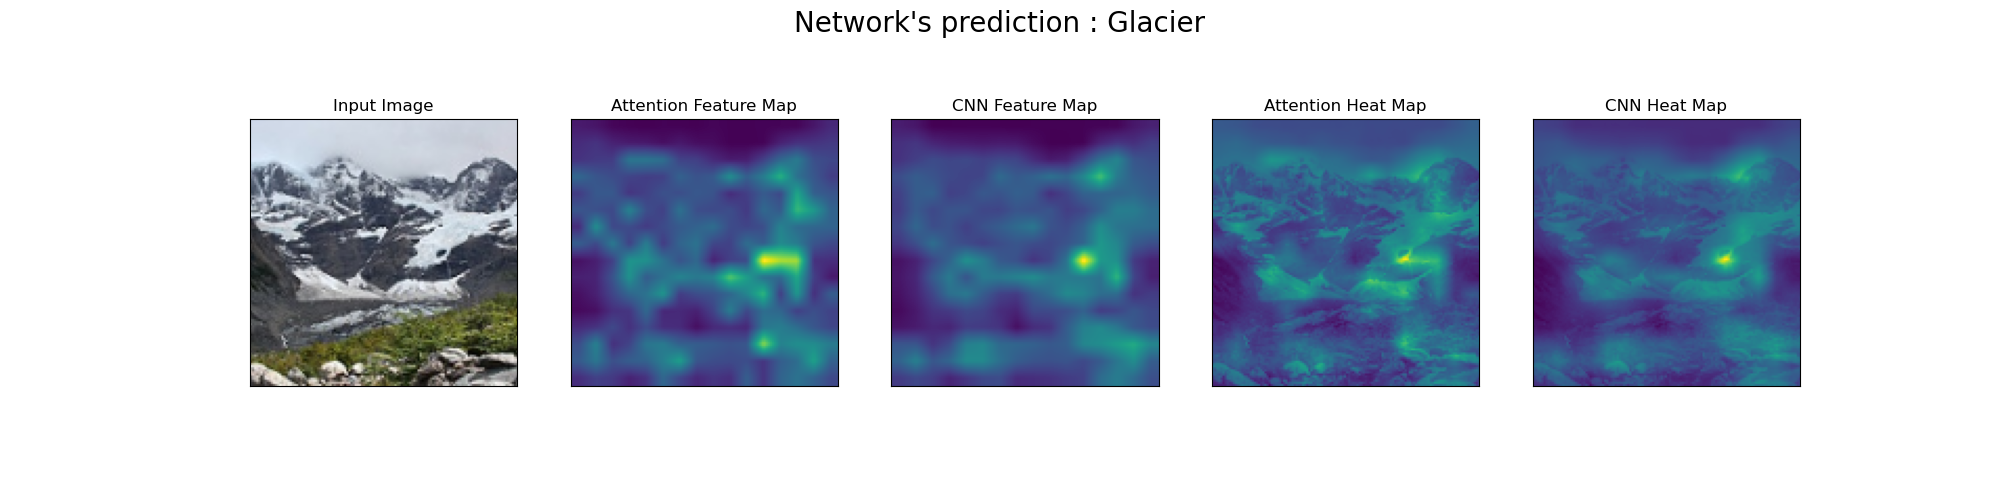 Network's prediction : Glacier
Input Image
Attention Feature Map
CNN Feature Map
Attention Heat Map
CNN Heat Map